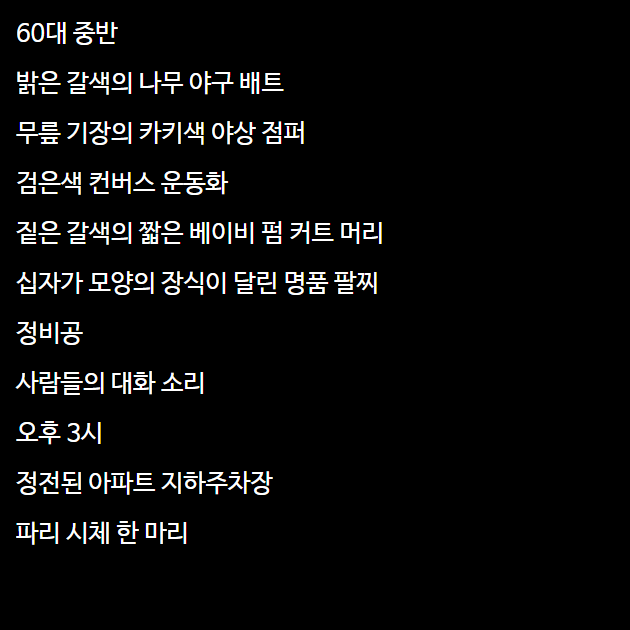 60대 중반
밝은 갈색의 나무 야구 배트
무릎 기장의 카키색 야상 점퍼
검은색 컨버스 운동화
짙은 갈색의 짧은 베이비 펌 커트 머리
십자가 모양의 장식이 달린 명품 팔찌
정비공
사람들의 대화 소리
오후 3시
정전된 아파트 지하주차장
파리 시체 한 마리